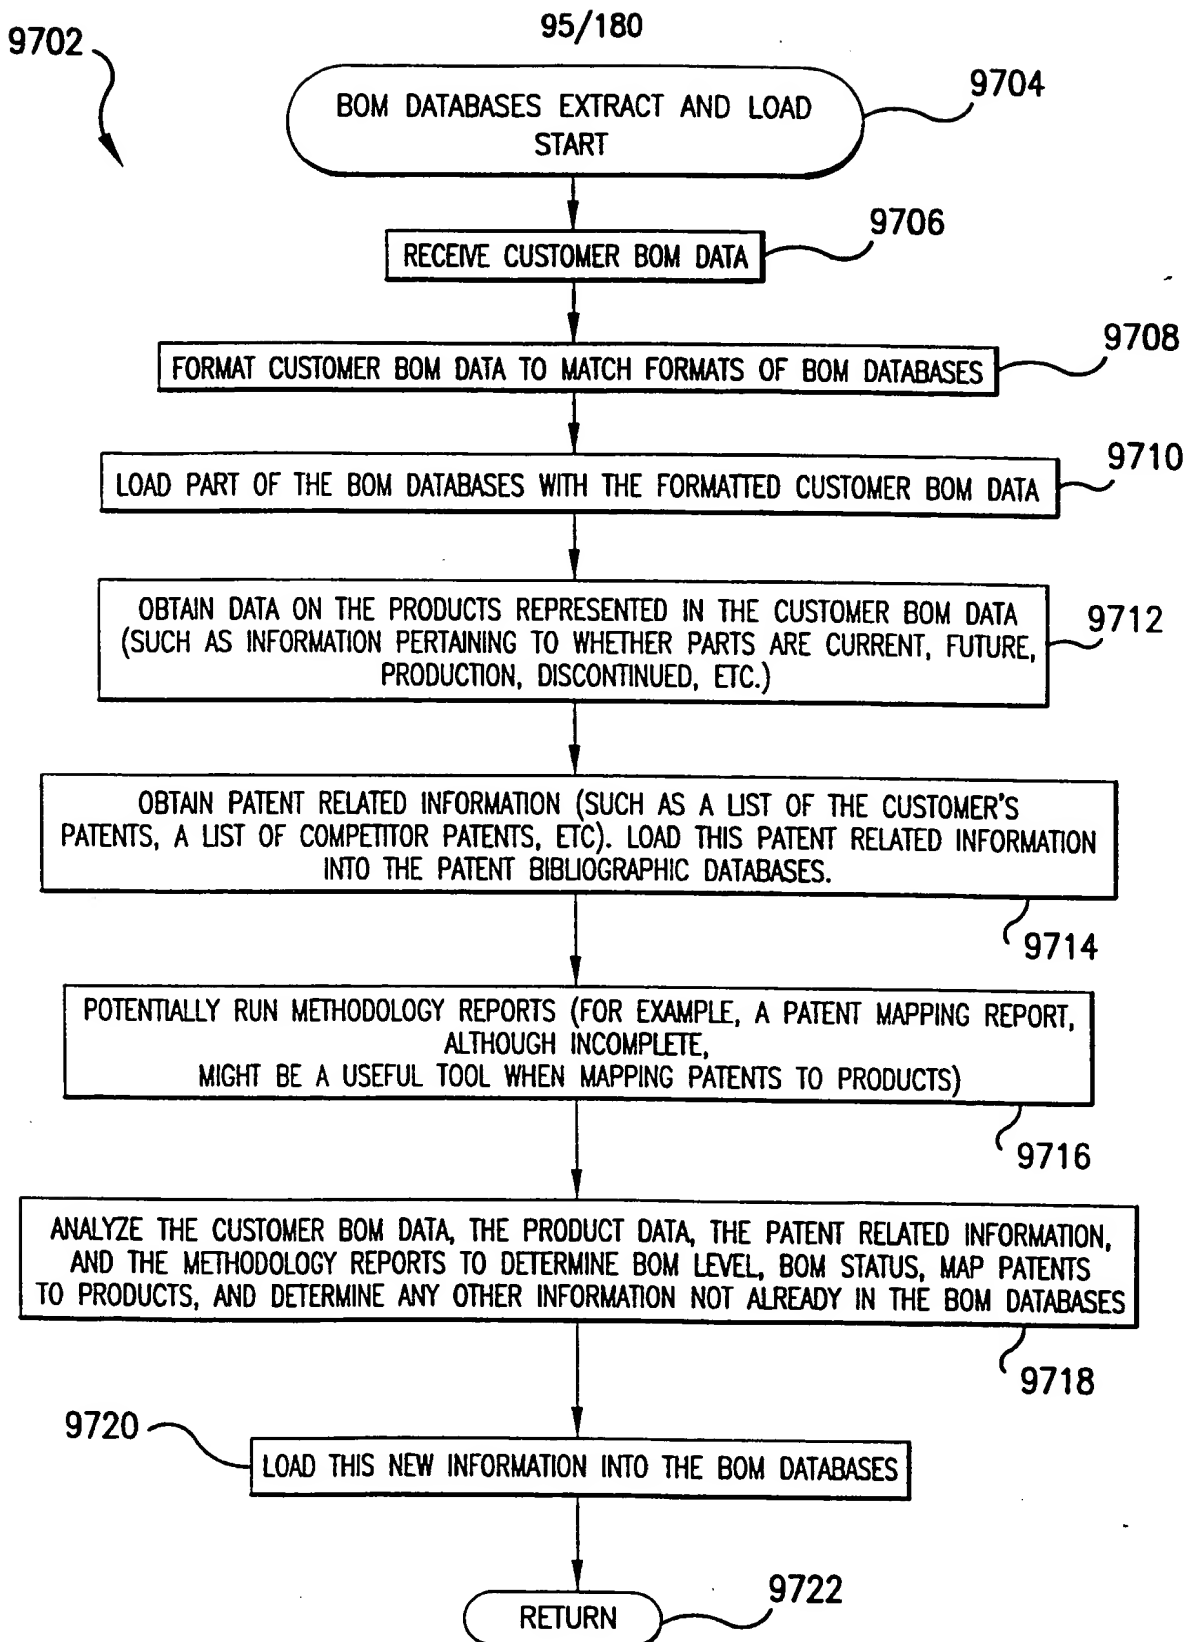 95/180
9702
BOM DATABASES EXTRACT AND LOAD
START
9704
RECEIVE CUSTOMER BOM DATA
9706
FORMAT CUSTOMER BOM DATA TO MATCH FORMATS OF BOM DATABASES
9708
LOAD PART OF THE BOM DATABASES WITH THE FORMATTED CUSTOMER BOM DATA
9710
OBTAIN DATA ON THE PRODUCTS REPRESENTED IN THE CUSTOMER BOM DATA
(SUCH AS INFORMATION PERTAINING TO WHETHER PARTS ARE CURRENT, FUTURE,
PRODUCTION, DISCONTINUED, ETC.)
9712
OBTAIN PATENT RELATED INFORMATION (SUCH AS A LIST OF THE CUSTOMER'S
PATENTS, A LIST OF COMPETITOR PATENTS, ETC). LOAD THIS PATENT RELATED INFORMATION
INTO THE PATENT BIBLIOGRAPHIC DATABASES.
9714
POTENTIALLY RUN METHODOLOGY REPORTS (FOR EXAMPLE, A PATENT MAPPING REPORT,
ALTHOUGH INCOMPLETE,
MIGHT BE A USEFUL TOOL WHEN MAPPING PATENTS TO PRODUCTS)
9716
ANALYZE THE CUSTOMER BOM DATA, THE PRODUCT DATA, THE PATENT RELATED INFORMATION,
AND THE METHODOLOGY REPORTS TO DETERMINE BOM LEVEL, BOM STATUS, MAP PATENTS
TO PRODUCTS, AND DETERMINE ANY OTHER INFORMATION NOT ALREADY IN THE BOM DATABASES
9718
9720
LOAD THIS NEW INFORMATION INTO THE BOM DATABASES
RETURN
9722